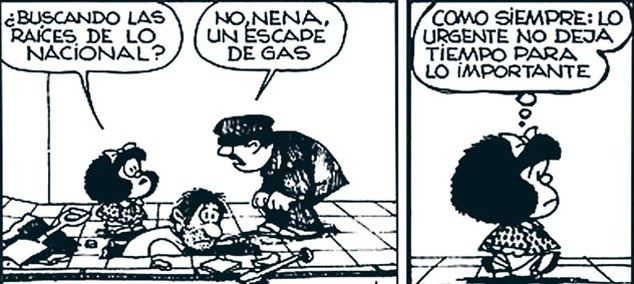 ¿BUSCANDO LAS
RAÍCES DE LO
NACIONAL?
NO, NENA,
UN ESCAPE
DE GAS
COMO SIEMPRE: LO
URGENTE NO DEJA
TIEMPO PARA
LO IMPORTANTE